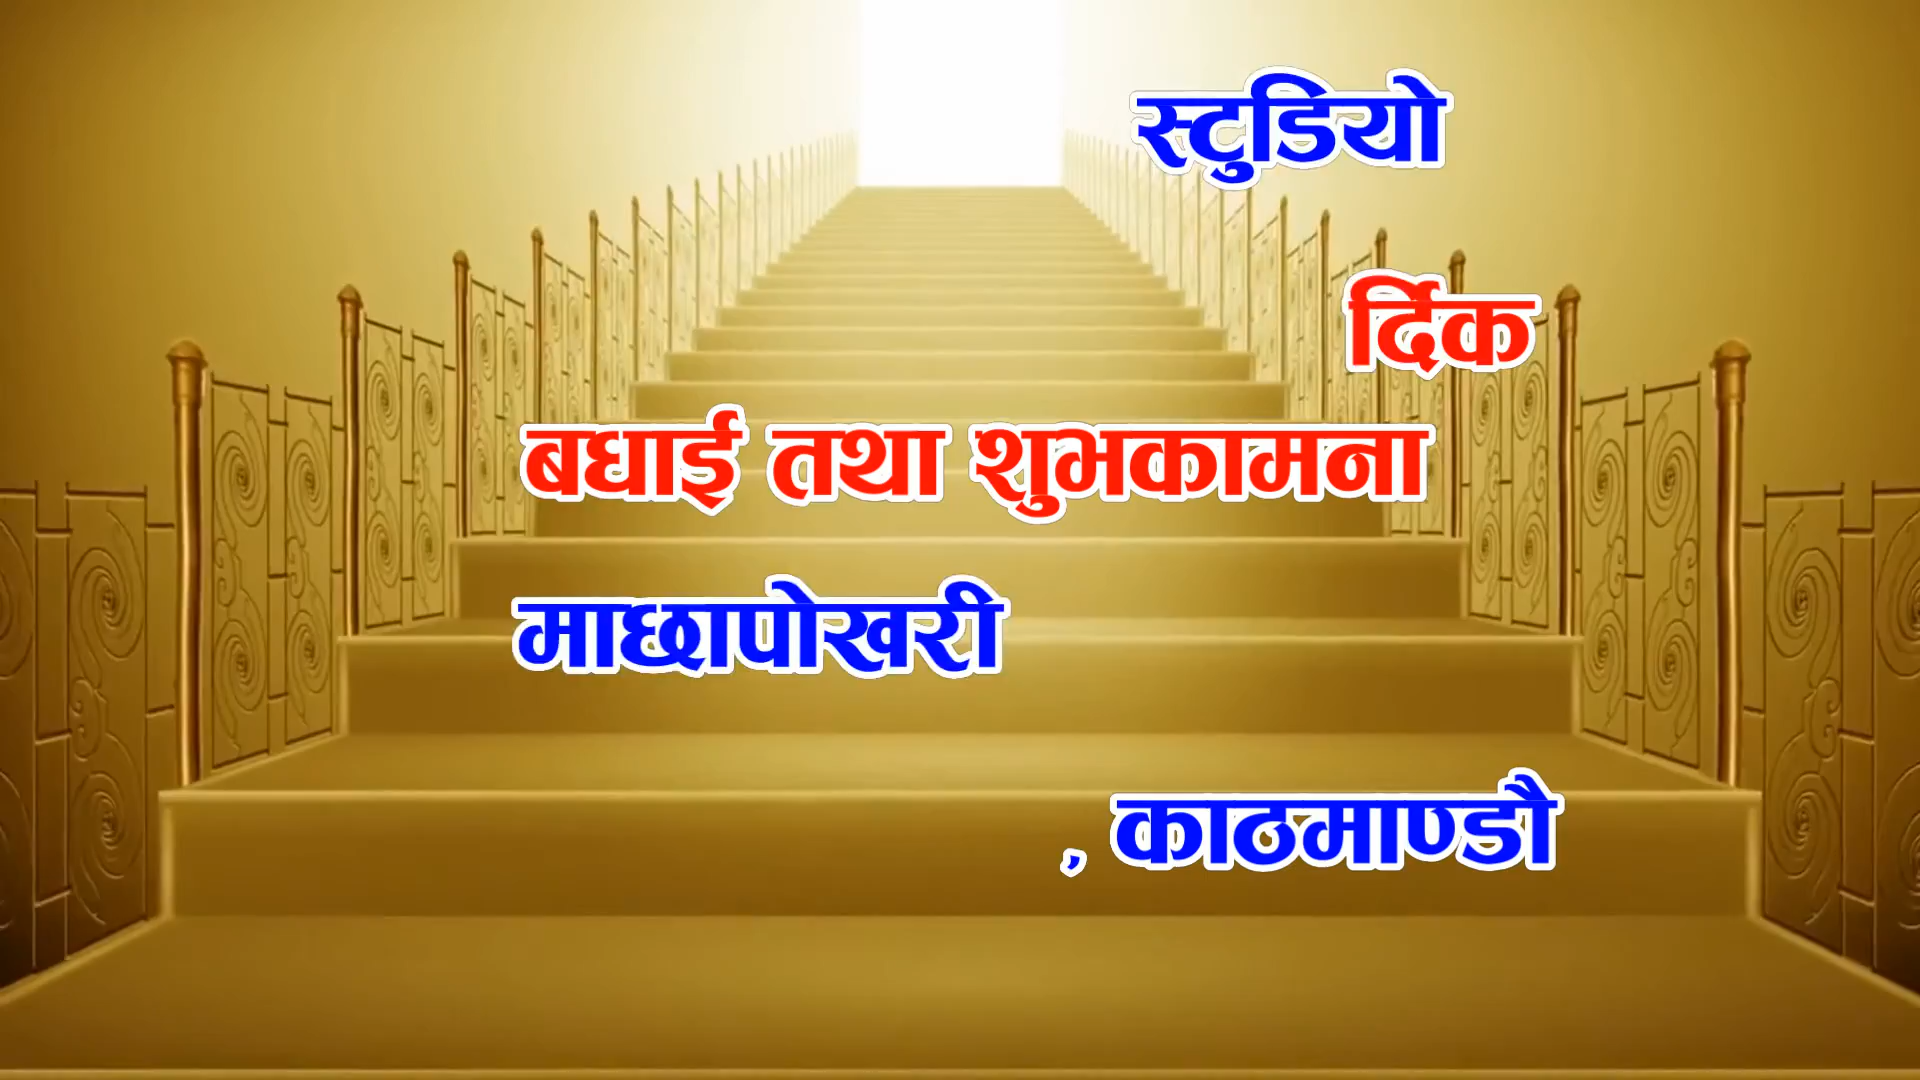 स्टुडियो
र्दिक
बधाई तथा शुभकामना
माछापोखरी
, काठमाण्डौ